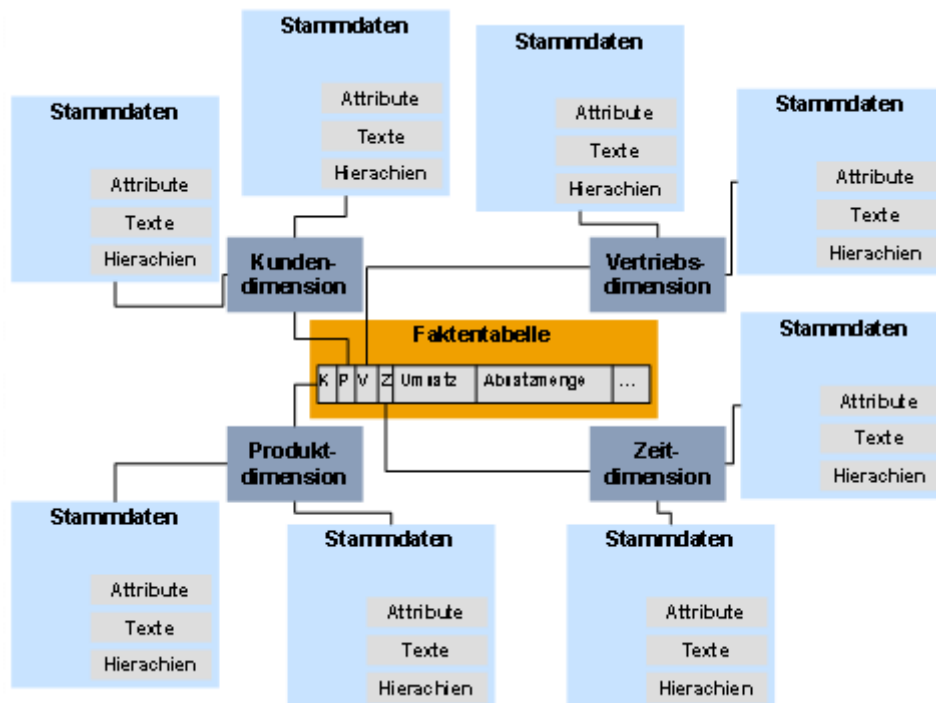 Stammdaten
Attribute
Texte
Hierachien
Stammdaten
Attribute
Texte
Hierachien
Stammdaten
Attribute
Texte
Hierachien
Stammdaten
Attribute
Texte
Hierachien
Kunden-
dimension
Vertriebs-
dimension
Faktentabelle
K P V Z Umsatz Absatzmenge ...
Produkt-
dimension
Zeit-
dimension
Stammdaten
Attribute
Texte
Hierachien
Stammdaten
Attribute
Texte
Hierachien
Stammdaten
Attribute
Texte
Hierachien
Stammdaten
Attribute
Texte
Hierachien